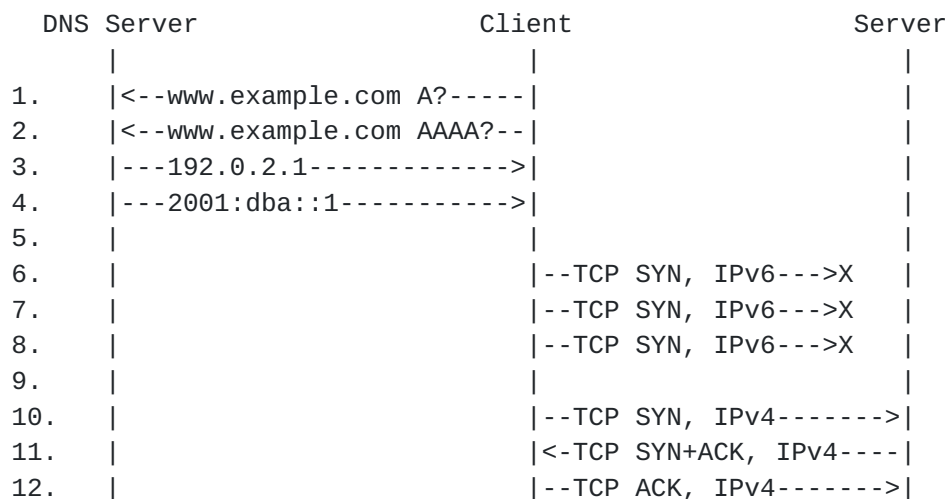 DNS Server                  Client                  Server
      |                          |                       |
1.    |<--www.example.com A?-----|                       |
2.    |<--www.example.com AAAA?--|                       |
3.    |---192.0.2.1------------->|                       |
4.    |---2001:dba::1----------->|                       |
5.    |                          |                       |
6.    |                          |--TCP SYN, IPv6--->X   |
7.    |                          |--TCP SYN, IPv6--->X   |
8.    |                          |--TCP SYN, IPv6--->X   |
9.    |                          |                       |
10.   |                          |--TCP SYN, IPv4------->|
11.   |                          |<-TCP SYN+ACK, IPv4----|
12.   |                          |--TCP ACK, IPv4------->|